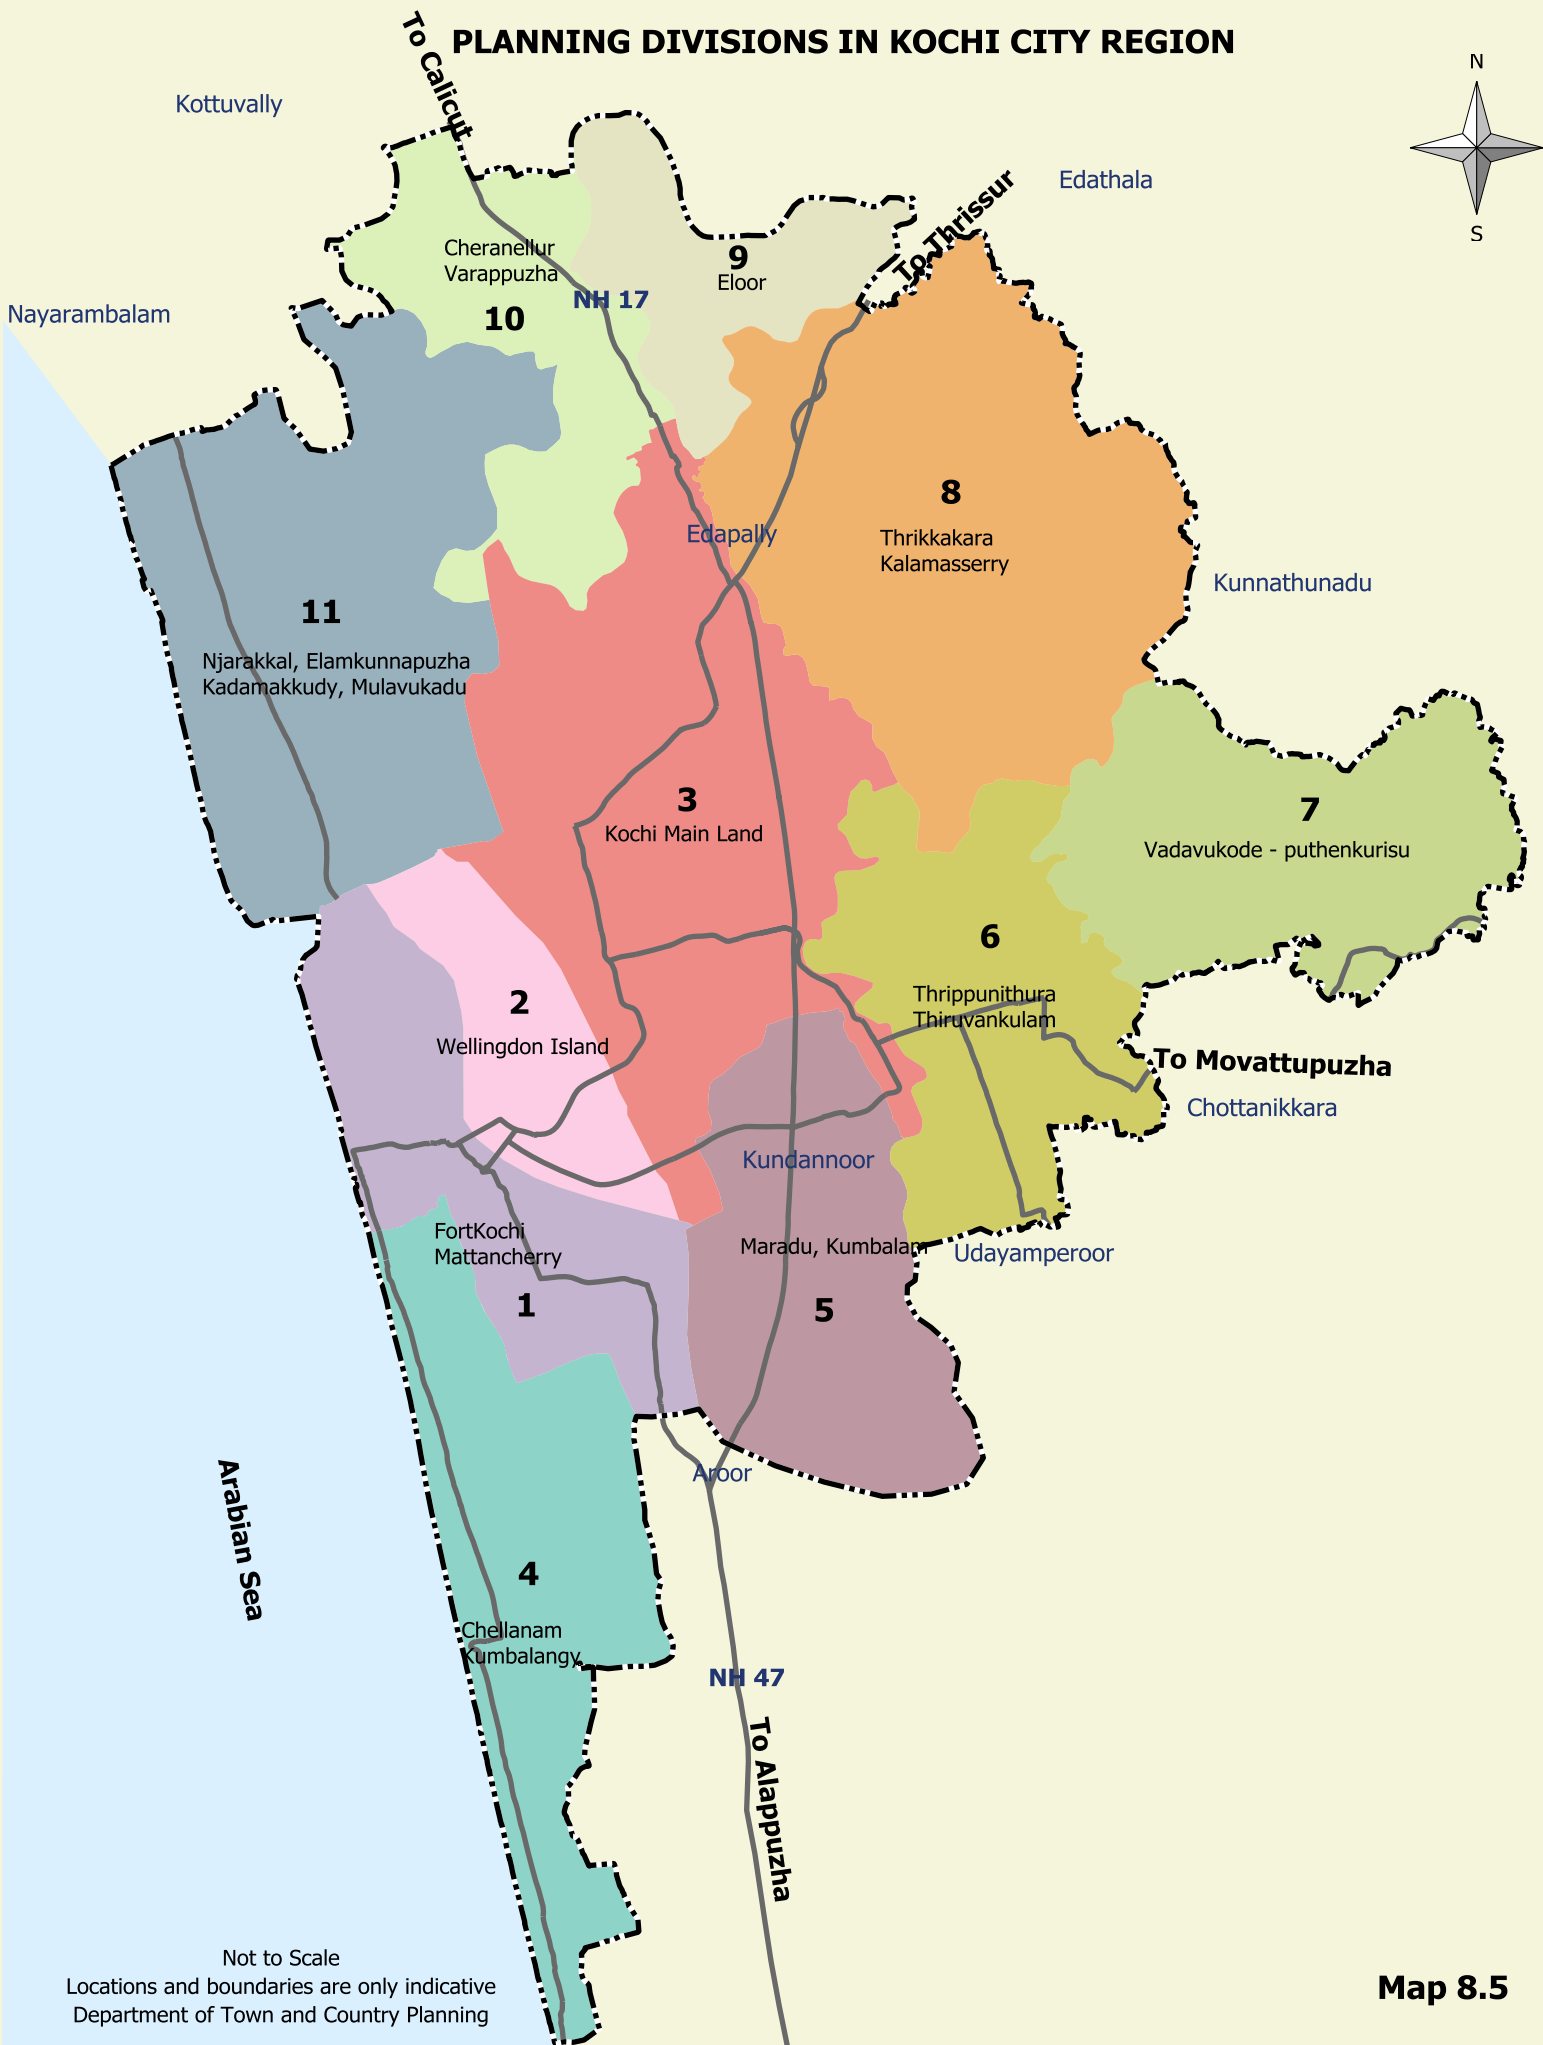 PLANNING DIVISIONS IN KOCHI CITY REGION
To Calicut
N
S
Kottuvally
Edathala
To Thrissur
Cheranellur
Varappuzha
10
NH 17
9
Eloor
Nayarambalam
8
Thrikkakara
Kalamasserry
Edapally
Kunnathunadu
11
Njarakkal, Elamkunnapuzha
Kadamakkudy, Mulavukadu
3
Kochi Main Land
7
Vadavukode - puthenkurisu
6
Thrippunithura
Thiruvankulam
2
Wellingdon Island
To Movattupuzha
Chottanikkara
Kundannoor
FortKochi
Mattancherry
1
Maradu, Kumbalam
5
Udayamperoor
Aroor
Arabian Sea
4
Chellanam
Kumbalangy
NH 47
To Alappuzha
Not to Scale
Locations and boundaries are only indicative
Department of Town and Country Planning
Map 8.5